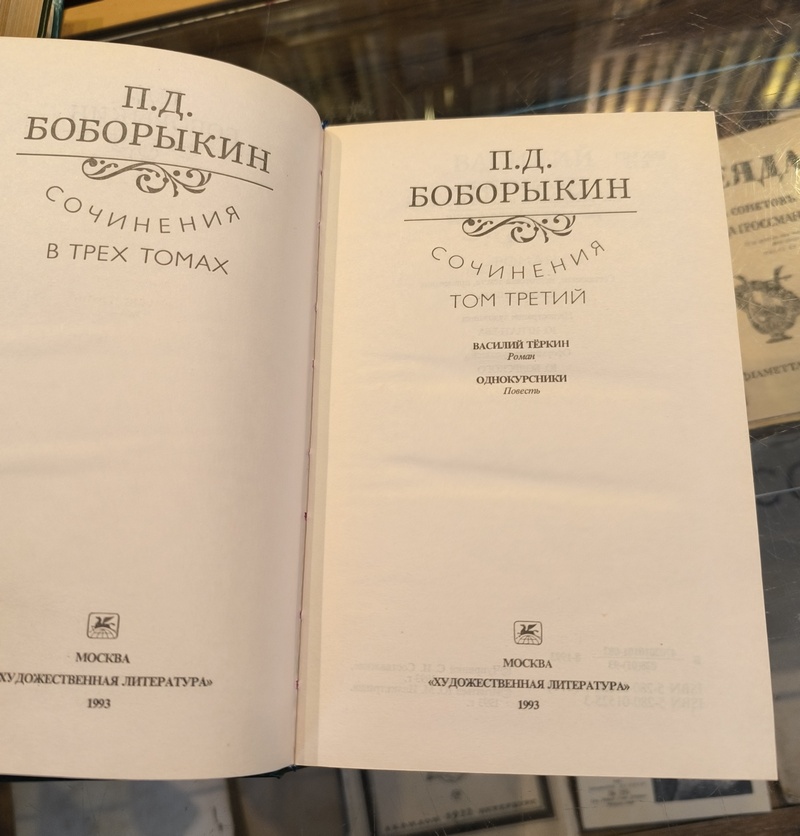 П.Д.
БОБОРЫКИН
СОЧИНЕНИЯ
В ТРЕХ ТОМАХ
МОСКВА
ХУДОЖЕСТВЕННАЯ ЛИТЕРАТУРА»
1993
П.Д.
БОБОРЫКИН
СОЧИНЕНИЯ
ТОМ ТРЕТИЙ
ВАСИЛИЙ ТЁРКИН
Роман
ОДНОКУРСНИКИ
Повесть
МОСКВА
«ХУДОЖЕСТВЕННАЯ ЛИТЕРАТУРА»
1993
СОНЕТОВЪ